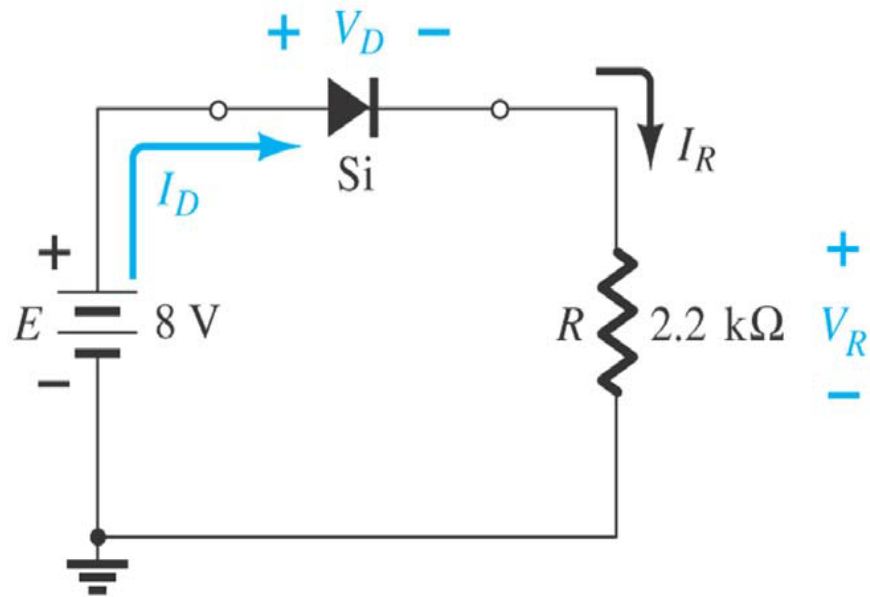 + V_D −
I_R
Si
I_D
+
+
E 8 V
R 2.2 kΩ V_R
−
−